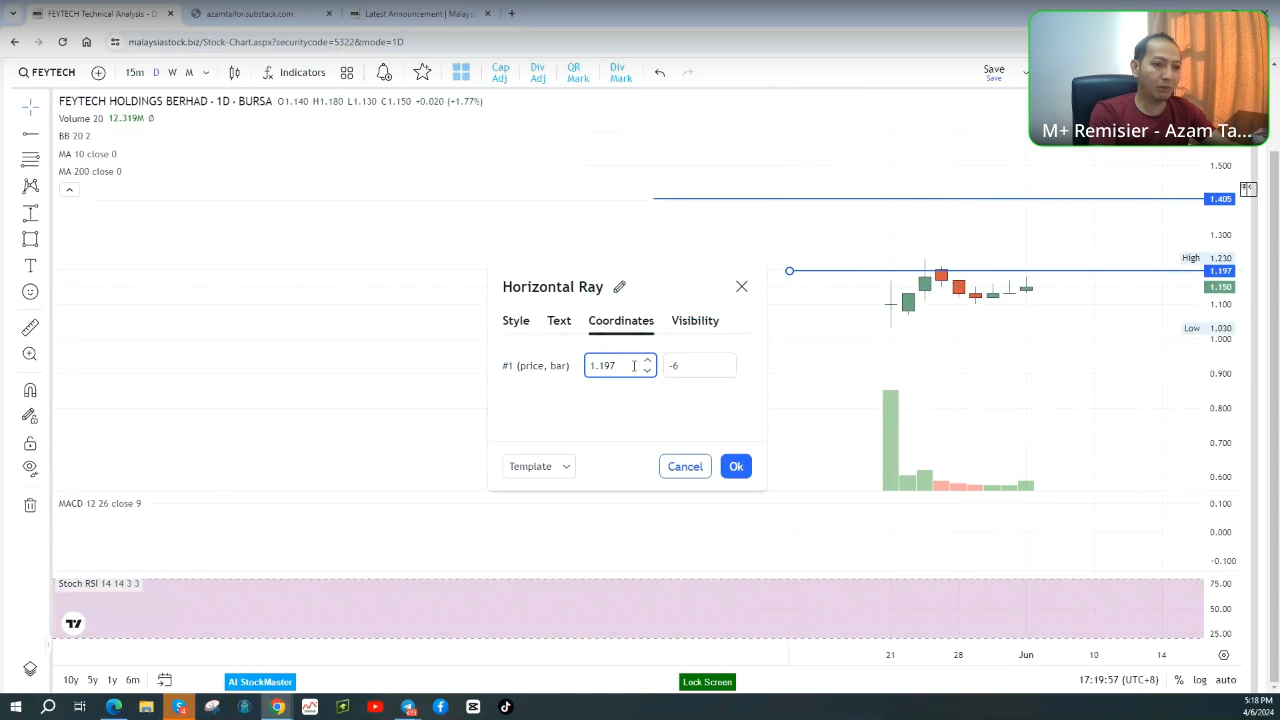 FEYTECH Technical Analysis - D
azamtaifor.substack.com
Latest Announcement | Malays
malaysiastock.biz/Stock-Chart.aspx?securitycode=5322&mode=1D
FEYTECH
15m D W M
Indicators
Cap Adj
Div Adj
QR Mark
Div Mark
Save
Save
FEYTECH HOLDINGS BERHAD · 1D · BURSA O1.140 H1.180 L1.130 C1.150 +0.020 (+1.77%)
Volume 20 12.319M Ø
BB 20 2
MA 10 close 0
MA 200 close 0
M+ Remisier - Azam Ta...
1.500
1.405
1.300
High 1.230
1.197
1.150
1.100
Low 1.030
1.000
0.900
0.800
0.700
0.600
Horizontal Ray
Style Text Coordinates Visibility
#1 (price, bar) 1.197 -6
Template Cancel Ok
MACD 12 26 close 9
0.100
0.000
-0.100
Stoch RSI 14 14 3 3
75.00
50.00
25.00
21 28 Jun 10 14
10y 5y 1y 6m
AI StockMaster
Lock Screen
17:19:57 (UTC+8) % log auto
5:18 PM
4/6/2024